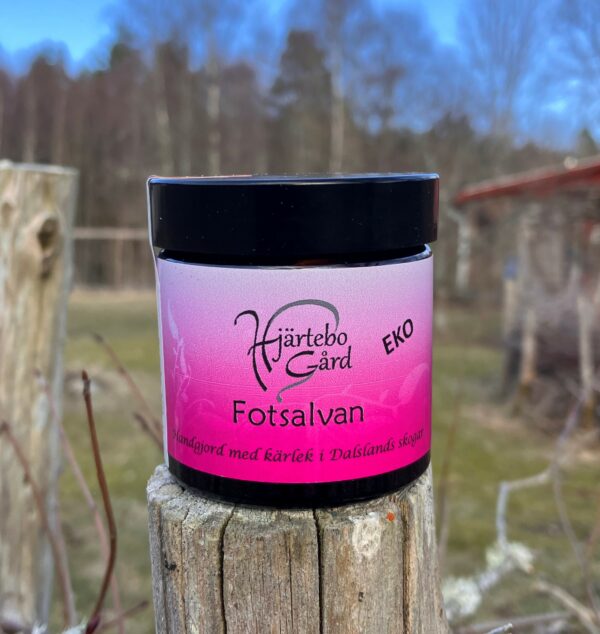 Hjärtebo
Gård
EKO
Fotsalvan
Handgjord med kärlek i Dalslands skogar